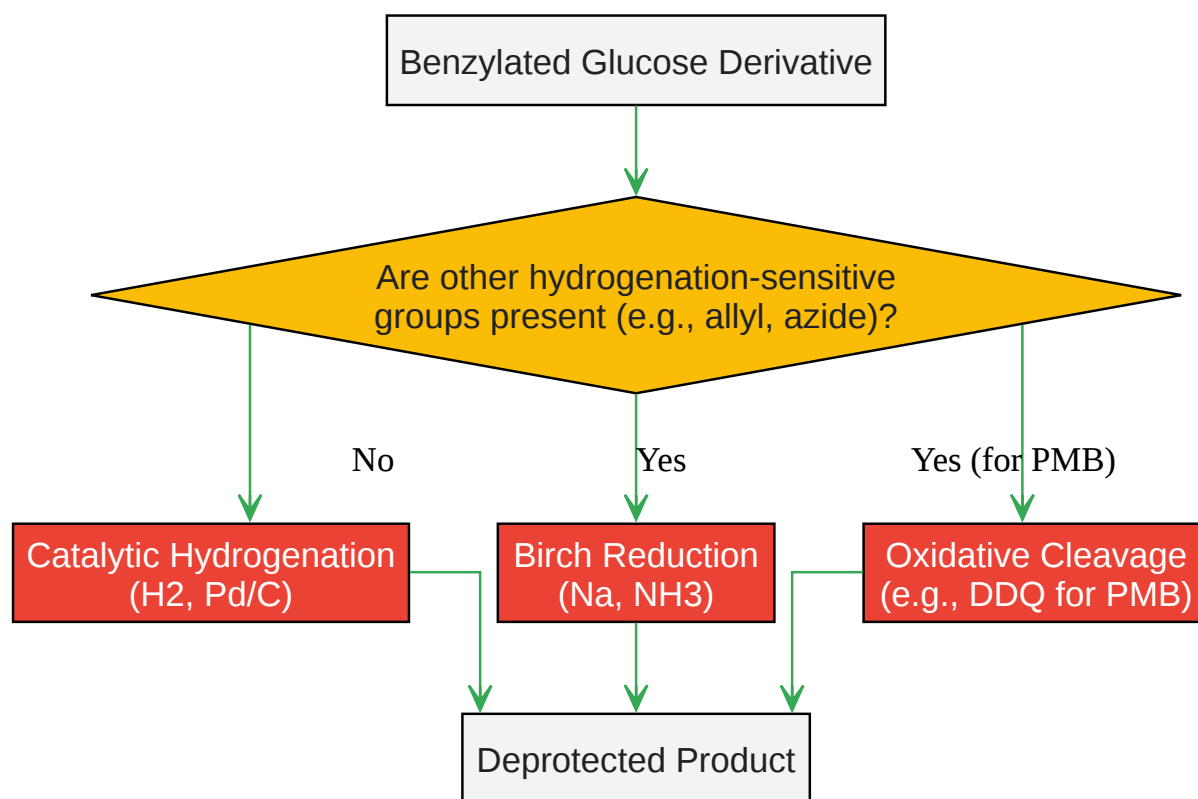 Benzylated Glucose Derivative
Are other hydrogenation-sensitive
groups present (e.g., allyl, azide)?
No
Yes
Yes (for PMB)
Catalytic Hydrogenation
(H2, Pd/C)
Birch Reduction
(Na, NH3)
Oxidative Cleavage
(e.g., DDQ for PMB)
Deprotected Product